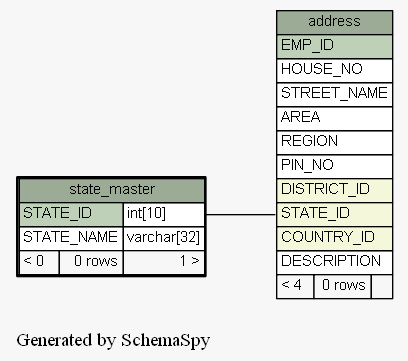 address
EMP_ID
HOUSE_NO
STREET_NAME
AREA
REGION
PIN_NO
DISTRICT_ID
STATE_ID
COUNTRY_ID
DESCRIPTION
< 4 0 rows
state_master
STATE_ID int[10]
STATE_NAME varchar[32]
< 0 0 rows 1 >
Generated by SchemaSpy